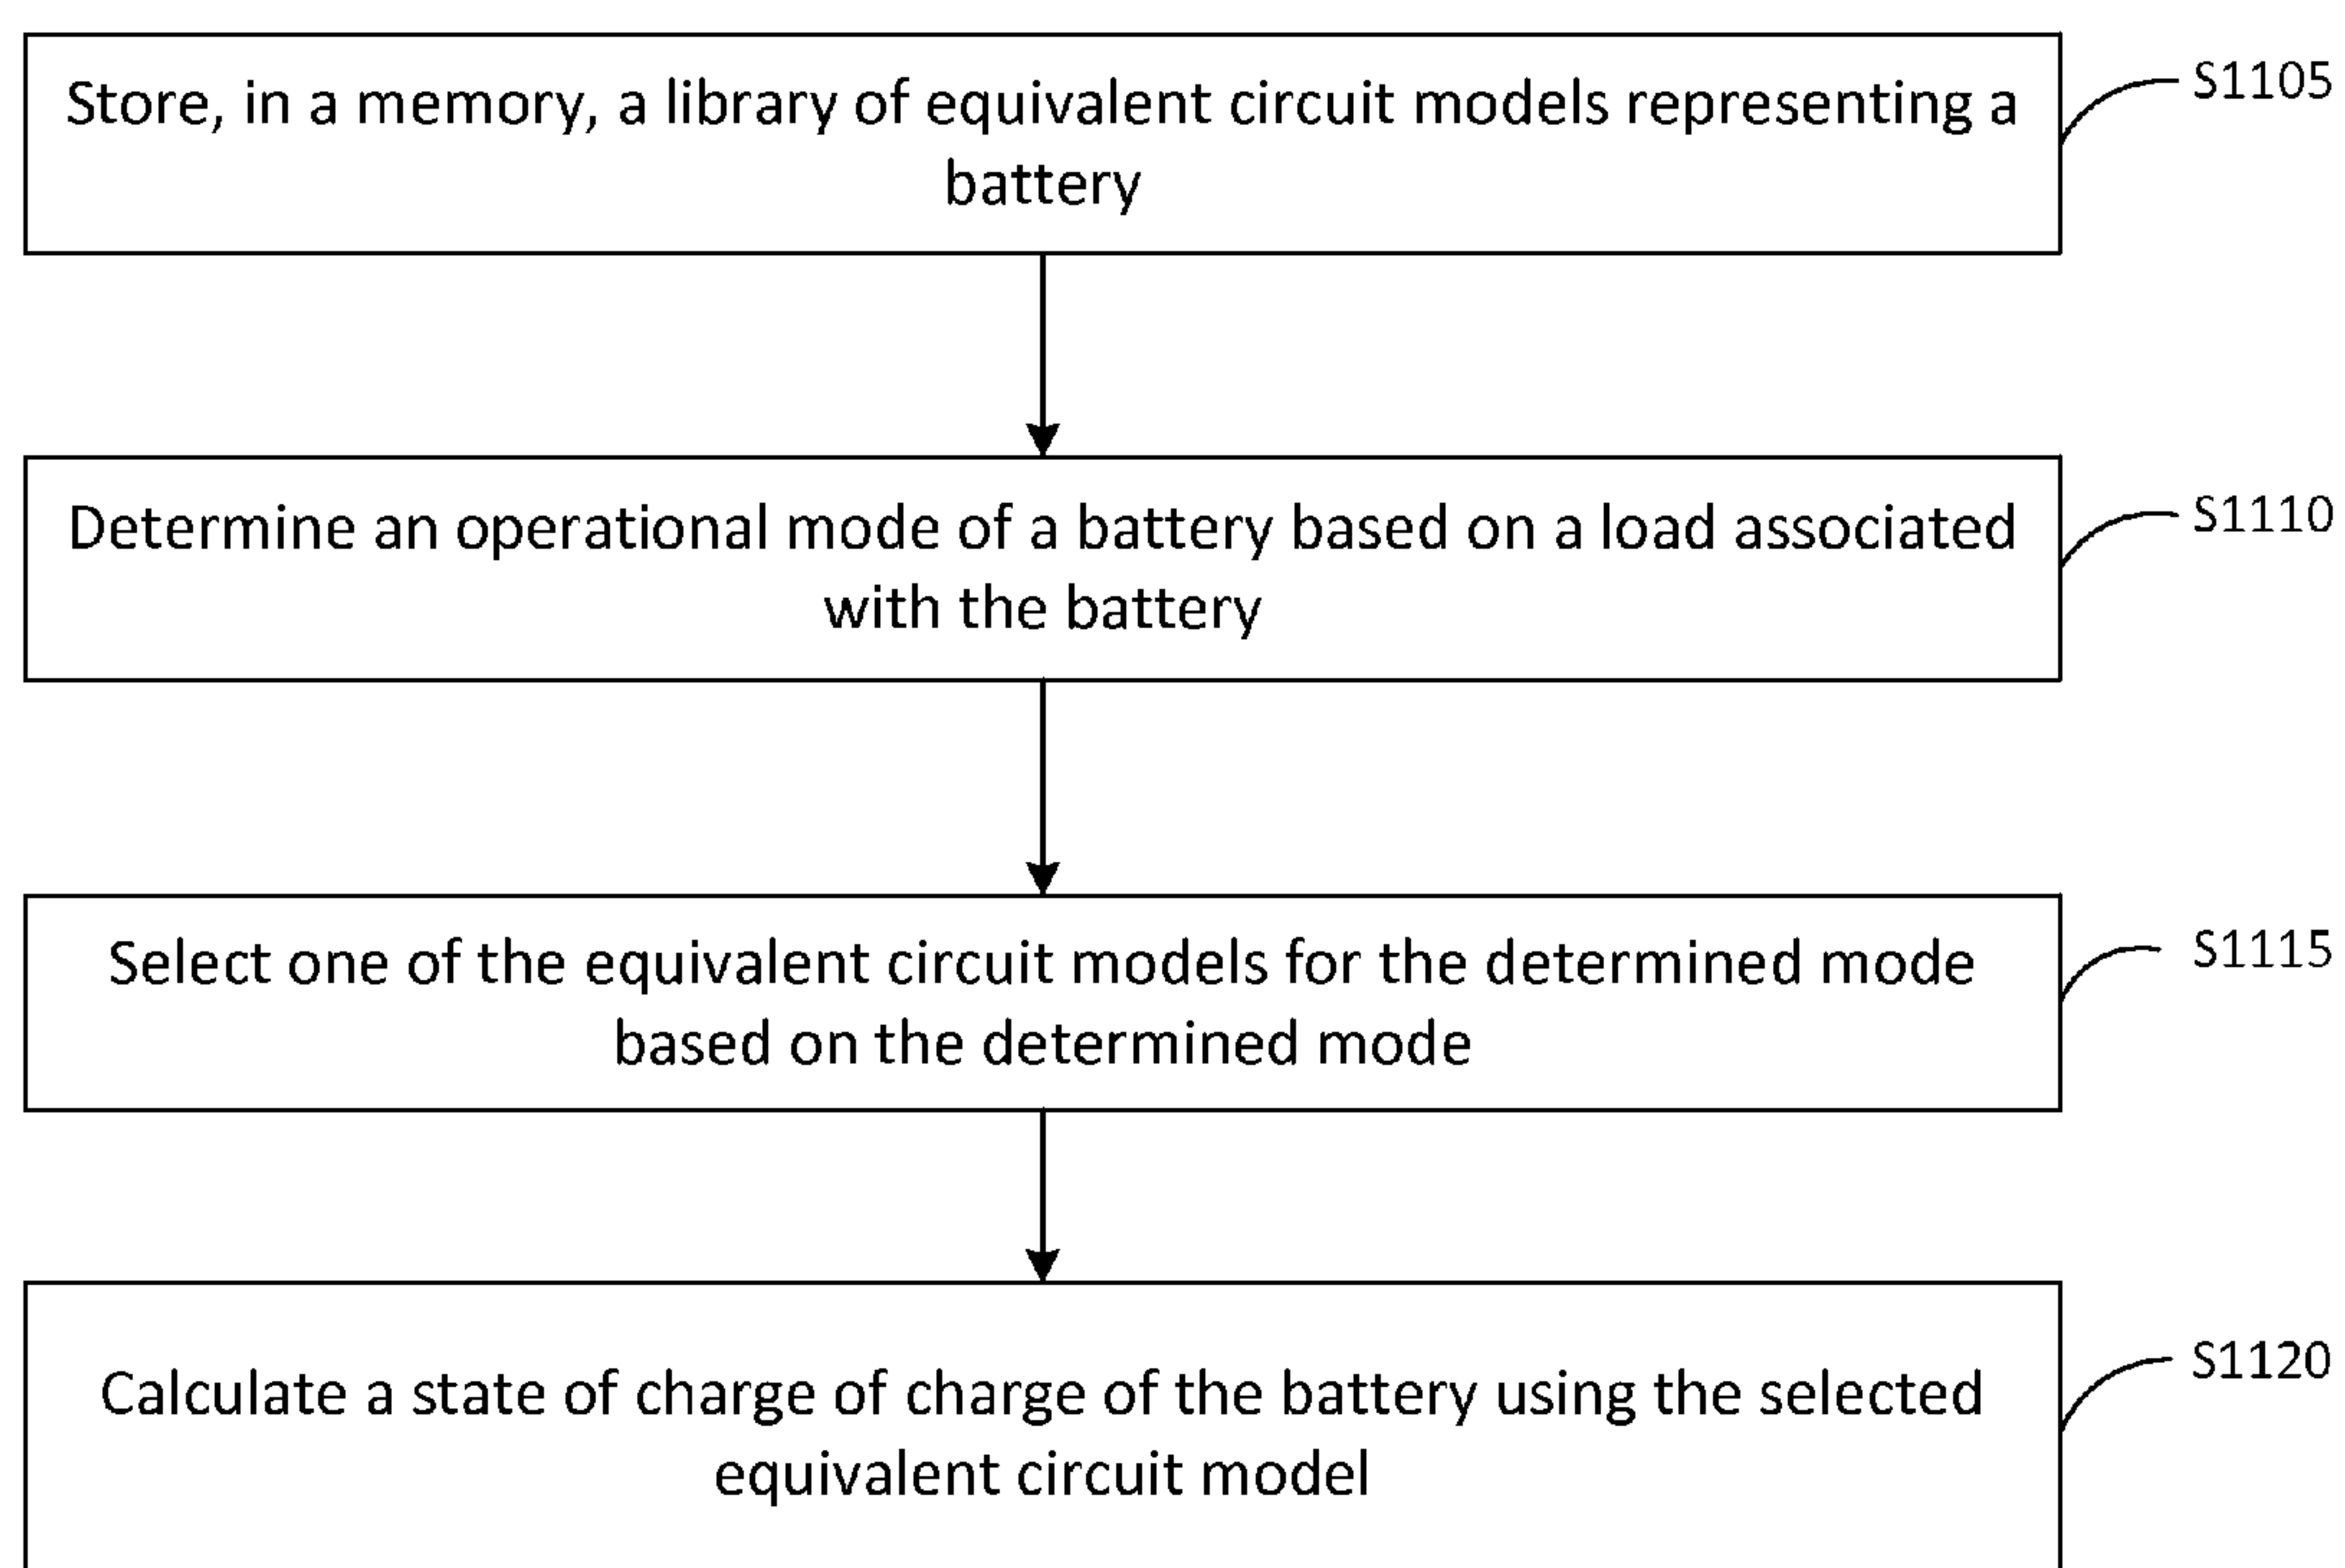 Store, in a memory, a library of equivalent circuit models representing a
battery
S1105
Determine an operational mode of a battery based on a load associated
with the battery
S1110
Select one of the equivalent circuit models for the determined mode
based on the determined mode
S1115
Calculate a state of charge of charge of the battery using the selected
equivalent circuit model
S1120